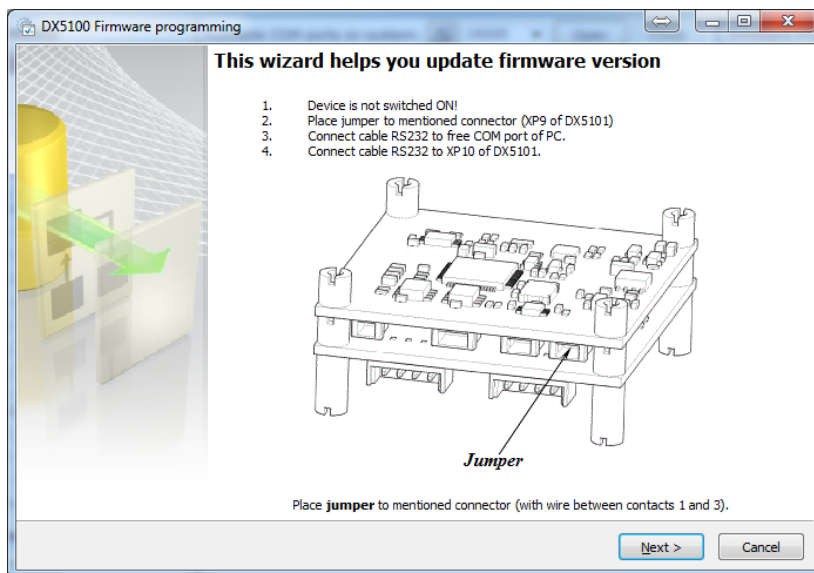 DX5100 Firmware programming
This wizard helps you update firmware version
1. Device is not switched ON!
2. Place jumper to mentioned connector (XP9 of DX5101)
3. Connect cable RS232 to free COM port of PC.
4. Connect cable RS232 to XP10 of DX5101.
Jumper
Place jumper to mentioned connector (with wire between contacts 1 and 3).
Next > Cancel